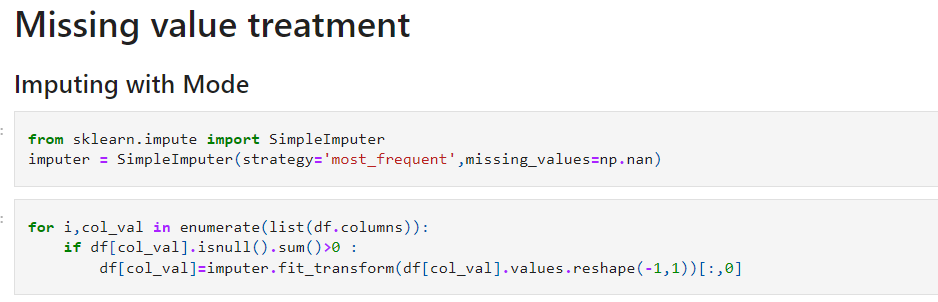 Missing value treatment
Imputing with Mode
:
from sklearn.impute import SimpleImputer
imputer = SimpleImputer(strategy='most_frequent',missing_values=np.nan)
:
for i,col_val in enumerate(list(df.columns)):
    if df[col_val].isnull().sum()>0 :
        df[col_val]=imputer.fit_transform(df[col_val].values.reshape(-1,1))[:,0]